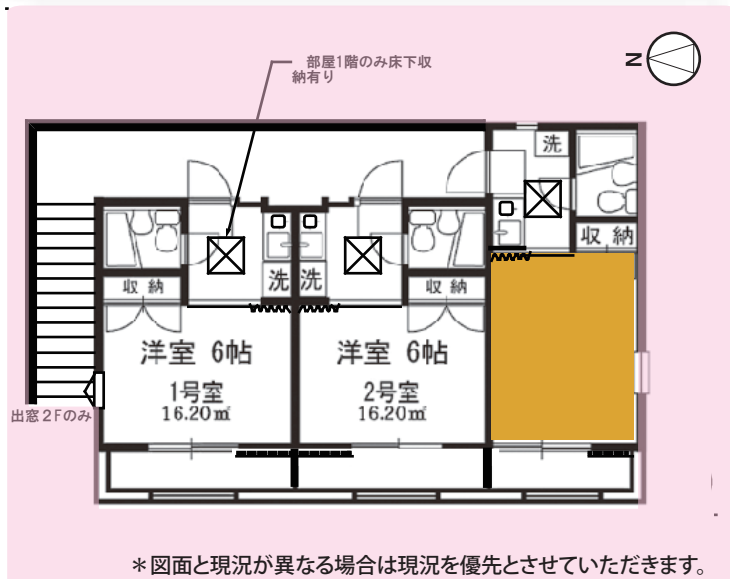 部屋1階のみ床下収
納有り
N
洗
収 納
洗
洗
収 納
収 納
洋室 6帖
1号室
16.20㎡
洋室 6帖
2号室
16.20㎡
出窓2Fのみ
＊図面と現況が異なる場合は現況を優先とさせていただきます。